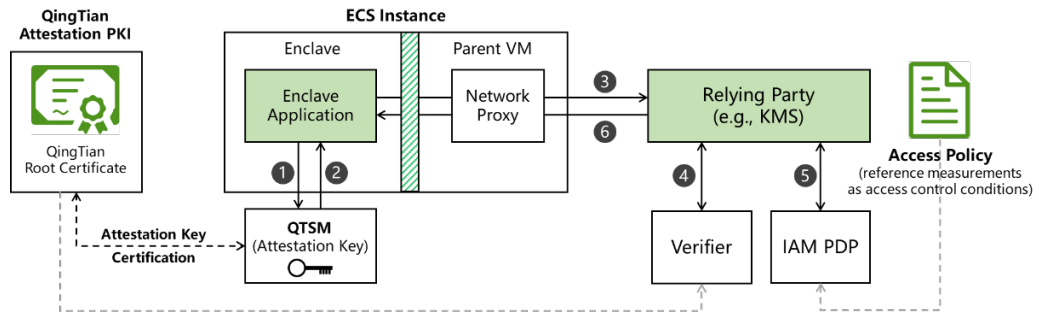 QingTian
Attestation PKI
QingTian
Root Certificate
ECS Instance
Enclave
Parent VM
Enclave
Application
Network
Proxy
1
2
3
6
Relying Party
(e.g., KMS)
4
5
Access Policy
(reference measurements
as access control conditions)
Attestation Key
Certification
QTSM
(Attestation Key)
Verifier
IAM PDP